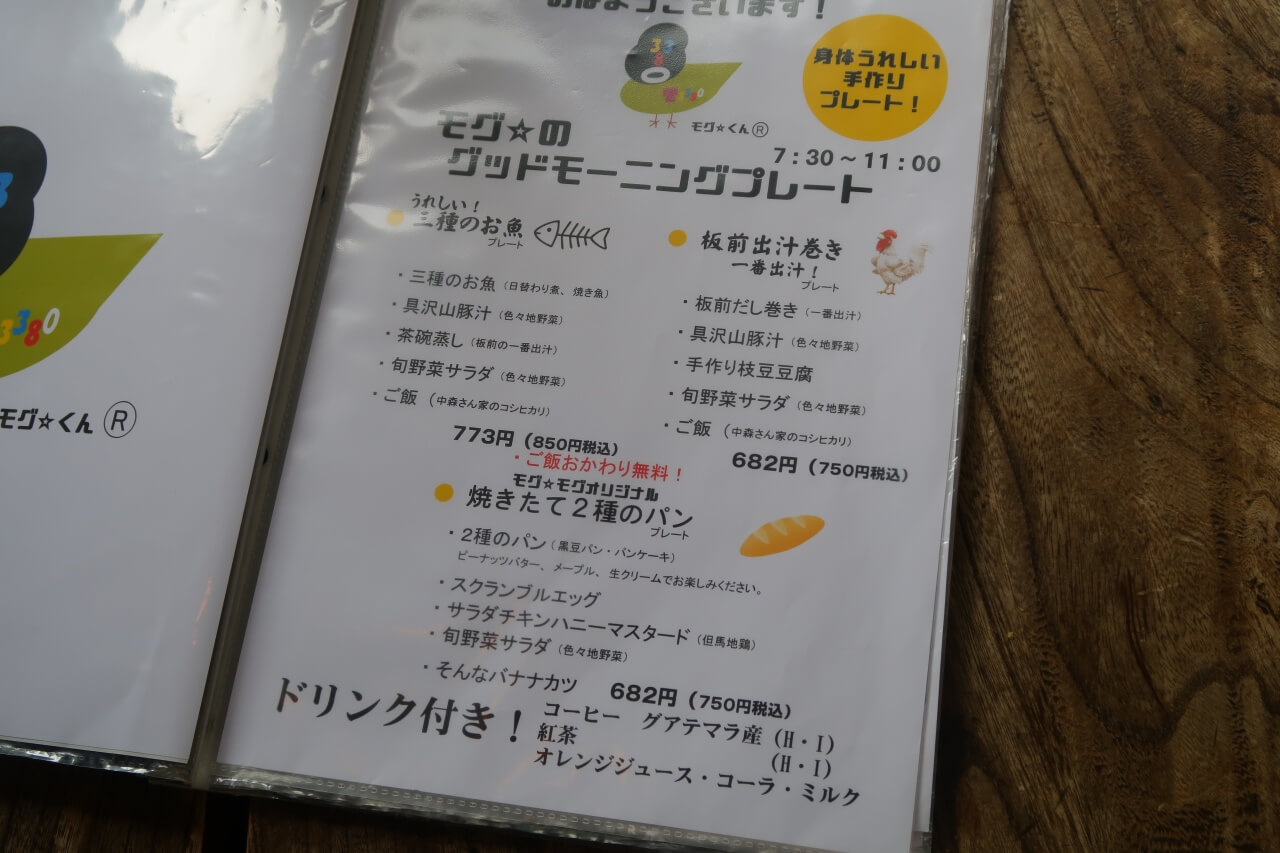 おはようございます！
身体うれしい
手作り
プレート！
3380
3380
モグ☆くん®
モグ☆の
7：30～11：00
グッドモーニングプレート
うれしい！
三種のお魚
プレート
・三種のお魚（日替わり煮、焼き魚）
・具沢山豚汁（色々地野菜）
・茶碗蒸し（板前の一番出汁）
・旬野菜サラダ（色々地野菜）
・ご飯（中森さん家のコシヒカリ）
773円（850円税込）
・ご飯おかわり無料！
板前出汁巻き
一番出汁！
プレート
・板前だし巻き（一番出汁）
・具沢山豚汁（色々地野菜）
・手作り枝豆豆腐
・旬野菜サラダ（色々地野菜）
・ご飯（中森さん家のコシヒカリ）
682円（750円税込）
モグ☆モグオリジナル
焼きたて２種のパン
プレート
・２種のパン（黒豆パン・パンケーキ）
ピーナッツバター、メープル、生クリームでお楽しみください。
・スクランブルエッグ
・サラダチキンハニーマスタード（但馬地鶏）
・旬野菜サラダ（色々地野菜）
・そんなバナナカツ
682円（750円税込）
ドリンク付き！
コーヒー　グアテマラ産（H・I）
紅茶　（H・I）
オレンジジュース・コーラ・ミルク
3
3380
モグ☆くん®